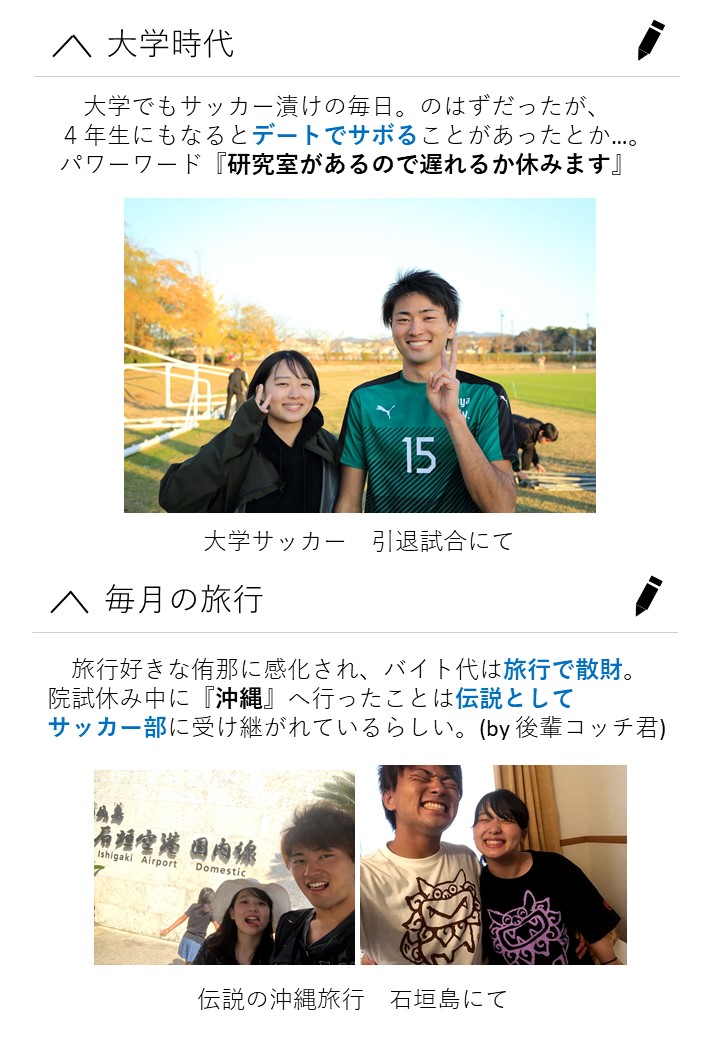 大学時代
大学でもサッカー漬けの毎日。のはずだったが、
４年生にもなるとデートでサボることがあったとか…。
パワーワード『研究室があるので遅れるか休みます』
15
大学サッカー　引退試合にて
毎月の旅行
旅行好きな侑那に感化され、バイト代は旅行で散財。
院試休み中に『沖縄』へ行ったことは伝説として
サッカー部に受け継がれているらしい。(by 後輩コッチ君)
石垣空港 国内線
Ishigaki Airport Domestic
伝説の沖縄旅行　石垣島にて